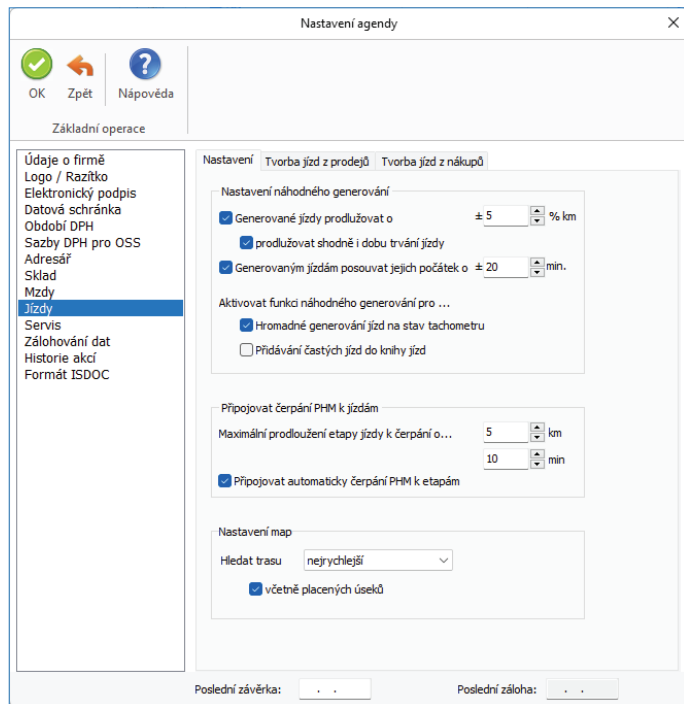 Nastavení agendy
OK
Zpét
Nápověda
Základní operace
Údaje o firmě
Logo / Razítko
Elektronický podpis
Datová schránka
Období DPH
Sazby DPH pro OSS
Adresář
Sklad
Mzdy
Jízdy
Servis
Zálohování dat
Historie akcí
Formát ISDOC
Nastavení
Tvorba jízd z prodejů
Tvorba jízd z nákupů
Nastavení náhodného generování
Generované jízdy prodlužovat o ± 5 % km
prodlužovat shodně i dobu trvání jízdy
Generovaným jízdám posouvat jejich počátek o ± 20 min.
Aktivovat funkci náhodného generování pro ...
Hromadné generování jízd na stav tachometru
Přidávání častých jízd do knihy jízd
Připojovat čerpání PHM k jízdám
Maximální prodloužení etapy jízdy k čerpání o... 5 km
10 min
Připojovat automaticky čerpání PHM k etapám
Nastavení map
Hledat trasu nejrychlejší
včetně placených úseků
Poslední závěrka: . . Poslední záloha: . .